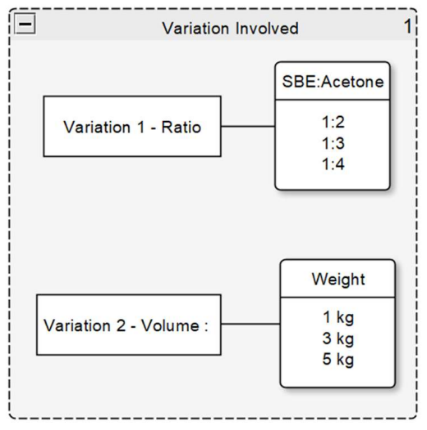 Variation Involved
1
Variation 1 - Ratio
SBE:Acetone
1:2
1:3
1:4
Variation 2 - Volume :
Weight
1 kg
3 kg
5 kg